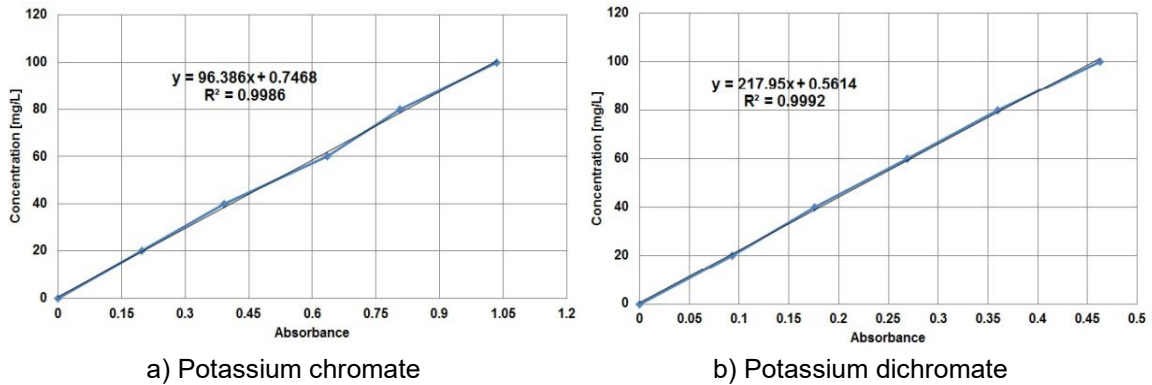 120
100
80
60
40
20
0
Concentration [mg/L]
y = 96.386x + 0.7468
R² = 0.9986
0 0.15 0.3 0.45 0.6 0.75 0.9 1.05 1.2
Absorbance
a) Potassium chromate
120
100
80
60
40
20
0
Concentration [mg/L]
y = 217.95x + 0.5614
R² = 0.9992
0 0.05 0.1 0.15 0.2 0.25 0.3 0.35 0.4 0.45 0.5
Absorbance
b) Potassium dichromate